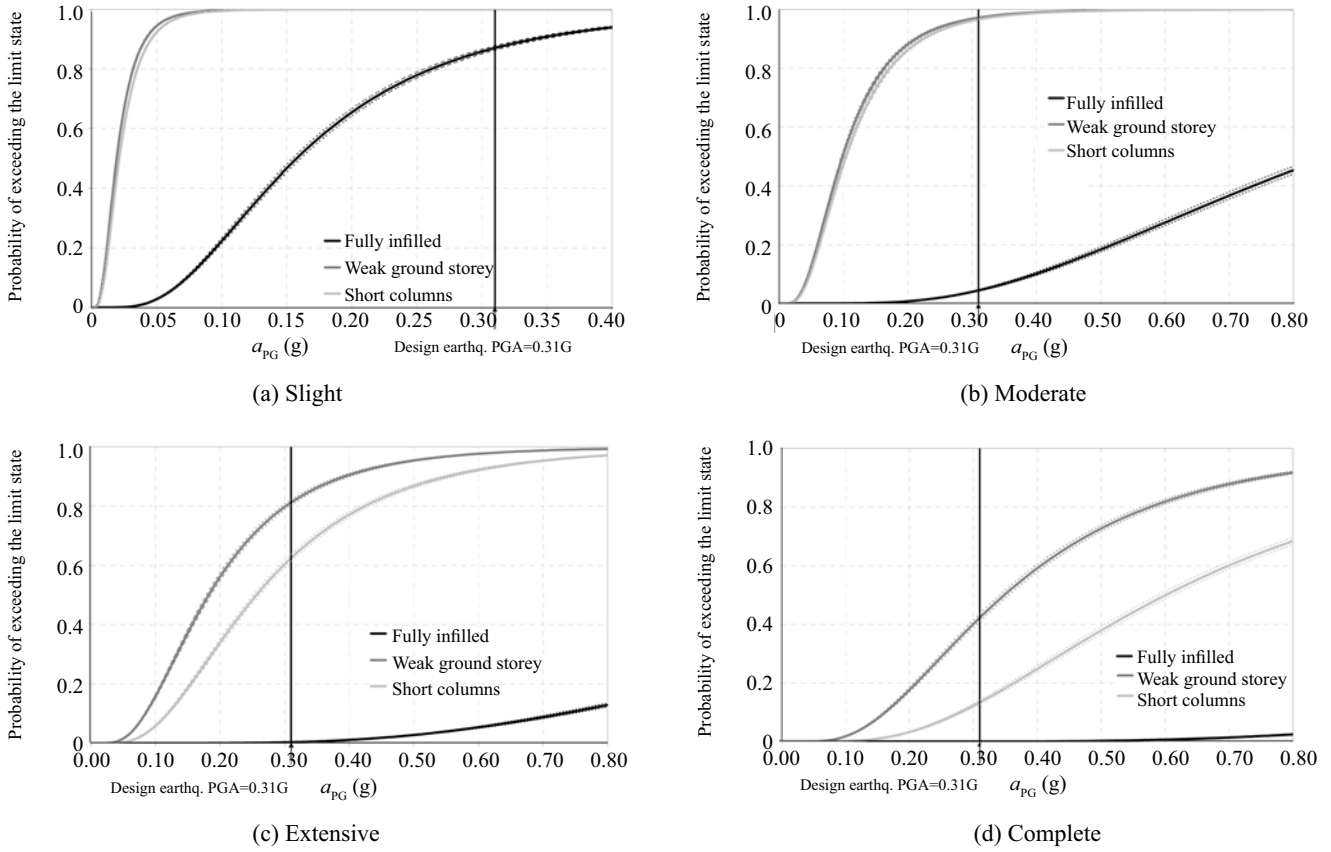 Probability of exceeding the limit state
1.0
0.8
0.6
0.4
0.2
0
Fully infilled
Weak ground storey
Short columns
0 0.05 0.10 0.15 0.20 0.25 0.30 0.35 0.40
aPG (g)
Design earthq. PGA=0.31G
(a) Slight
Probability of exceeding the limit state
1.0
0.8
0.6
0.4
0.2
0
Fully infilled
Weak ground storey
Short columns
0 0.10 0.20 0.30 0.40 0.50 0.60 0.70 0.80
Design earthq. PGA=0.31G aPG (g)
(b) Moderate
Probability of exceeding the limit state
1.0
0.8
0.6
0.4
0.2
0
Fully infilled
Weak ground storey
Short columns
0.00 0.10 0.20 0.30 0.40 0.50 0.60 0.70 0.80
Design earthq. PGA=0.31G aPG (g)
(c) Extensive
Probability of exceeding the limit state
1.0
0.8
0.6
0.4
0.2
0
Fully infilled
Weak ground storey
Short columns
0.00 0.10 0.20 0.30 0.40 0.50 0.60 0.70 0.80
Design earthq. PGA=0.31G aPG (g)
(d) Complete